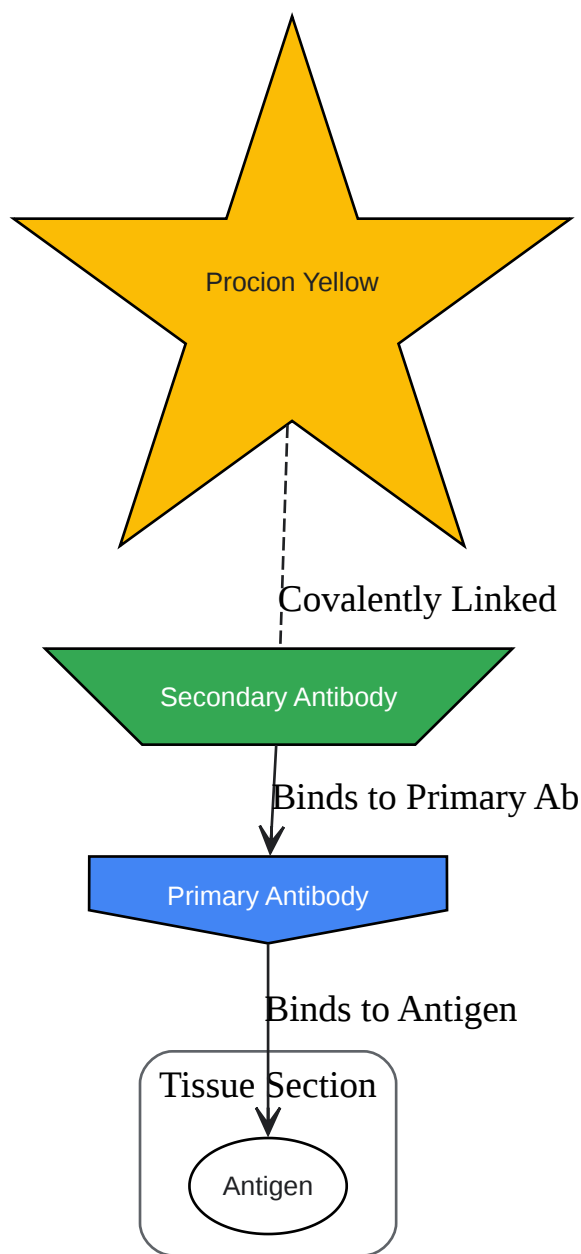 Procion Yellow
Covalently Linked
Secondary Antibody
Binds to Primary Ab
Primary Antibody
Binds to Antigen
Tissue Section
Antigen